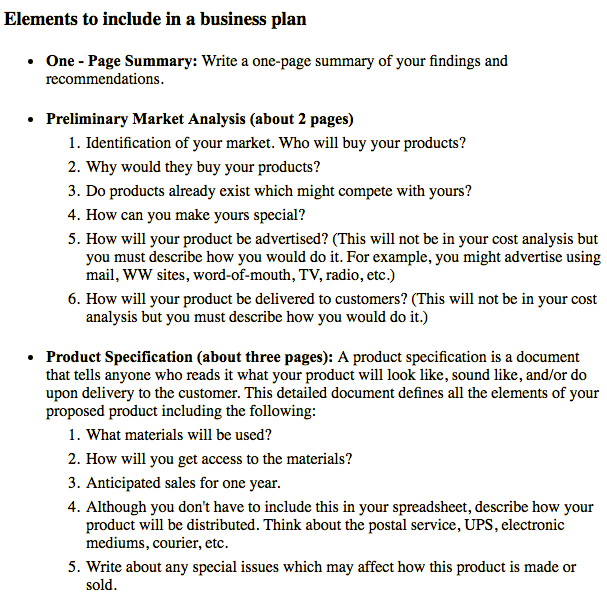 Elements to include in a business plan
• One - Page Summary: Write a one-page summary of your findings and
recommendations.
• Preliminary Market Analysis (about 2 pages)
1. Identification of your market. Who will buy your products?
2. Why would they buy your products?
3. Do products already exist which might compete with yours?
4. How can you make yours special?
5. How will your product be advertised? (This will not be in your cost analysis but
you must describe how you would do it. For example, you might advertise using
mail, WW sites, word-of-mouth, TV, radio, etc.)
6. How will your product be delivered to customers? (This will not be in your cost
analysis but you must describe how you would do it.)
• Product Specification (about three pages): A product specification is a document
that tells anyone who reads it what your product will look like, sound like, and/or do
upon delivery to the customer. This detailed document defines all the elements of your
proposed product including the following:
1. What materials will be used?
2. How will you get access to the materials?
3. Anticipated sales for one year.
4. Although you don't have to include this in your spreadsheet, describe how your
product will be distributed. Think about the postal service, UPS, electronic
mediums, courier, etc.
5. Write about any special issues which may affect how this product is made or
sold.